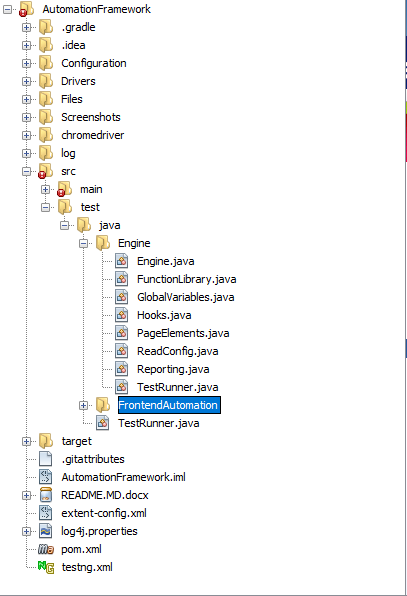 AutomationFramework
.gradle
.idea
Configuration
Drivers
Files
Screenshots
chromedriver
log
src
main
test
java
Engine
Engine.java
FunctionLibrary.java
GlobalVariables.java
Hooks.java
PageElements.java
ReadConfig.java
Reporting.java
TestRunner.java
FrontendAutomation
TestRunner.java
target
.gitattributes
AutomationFramework.iml
README.MD.docx
extent-config.xml
log4j.properties
pom.xml
testng.xml